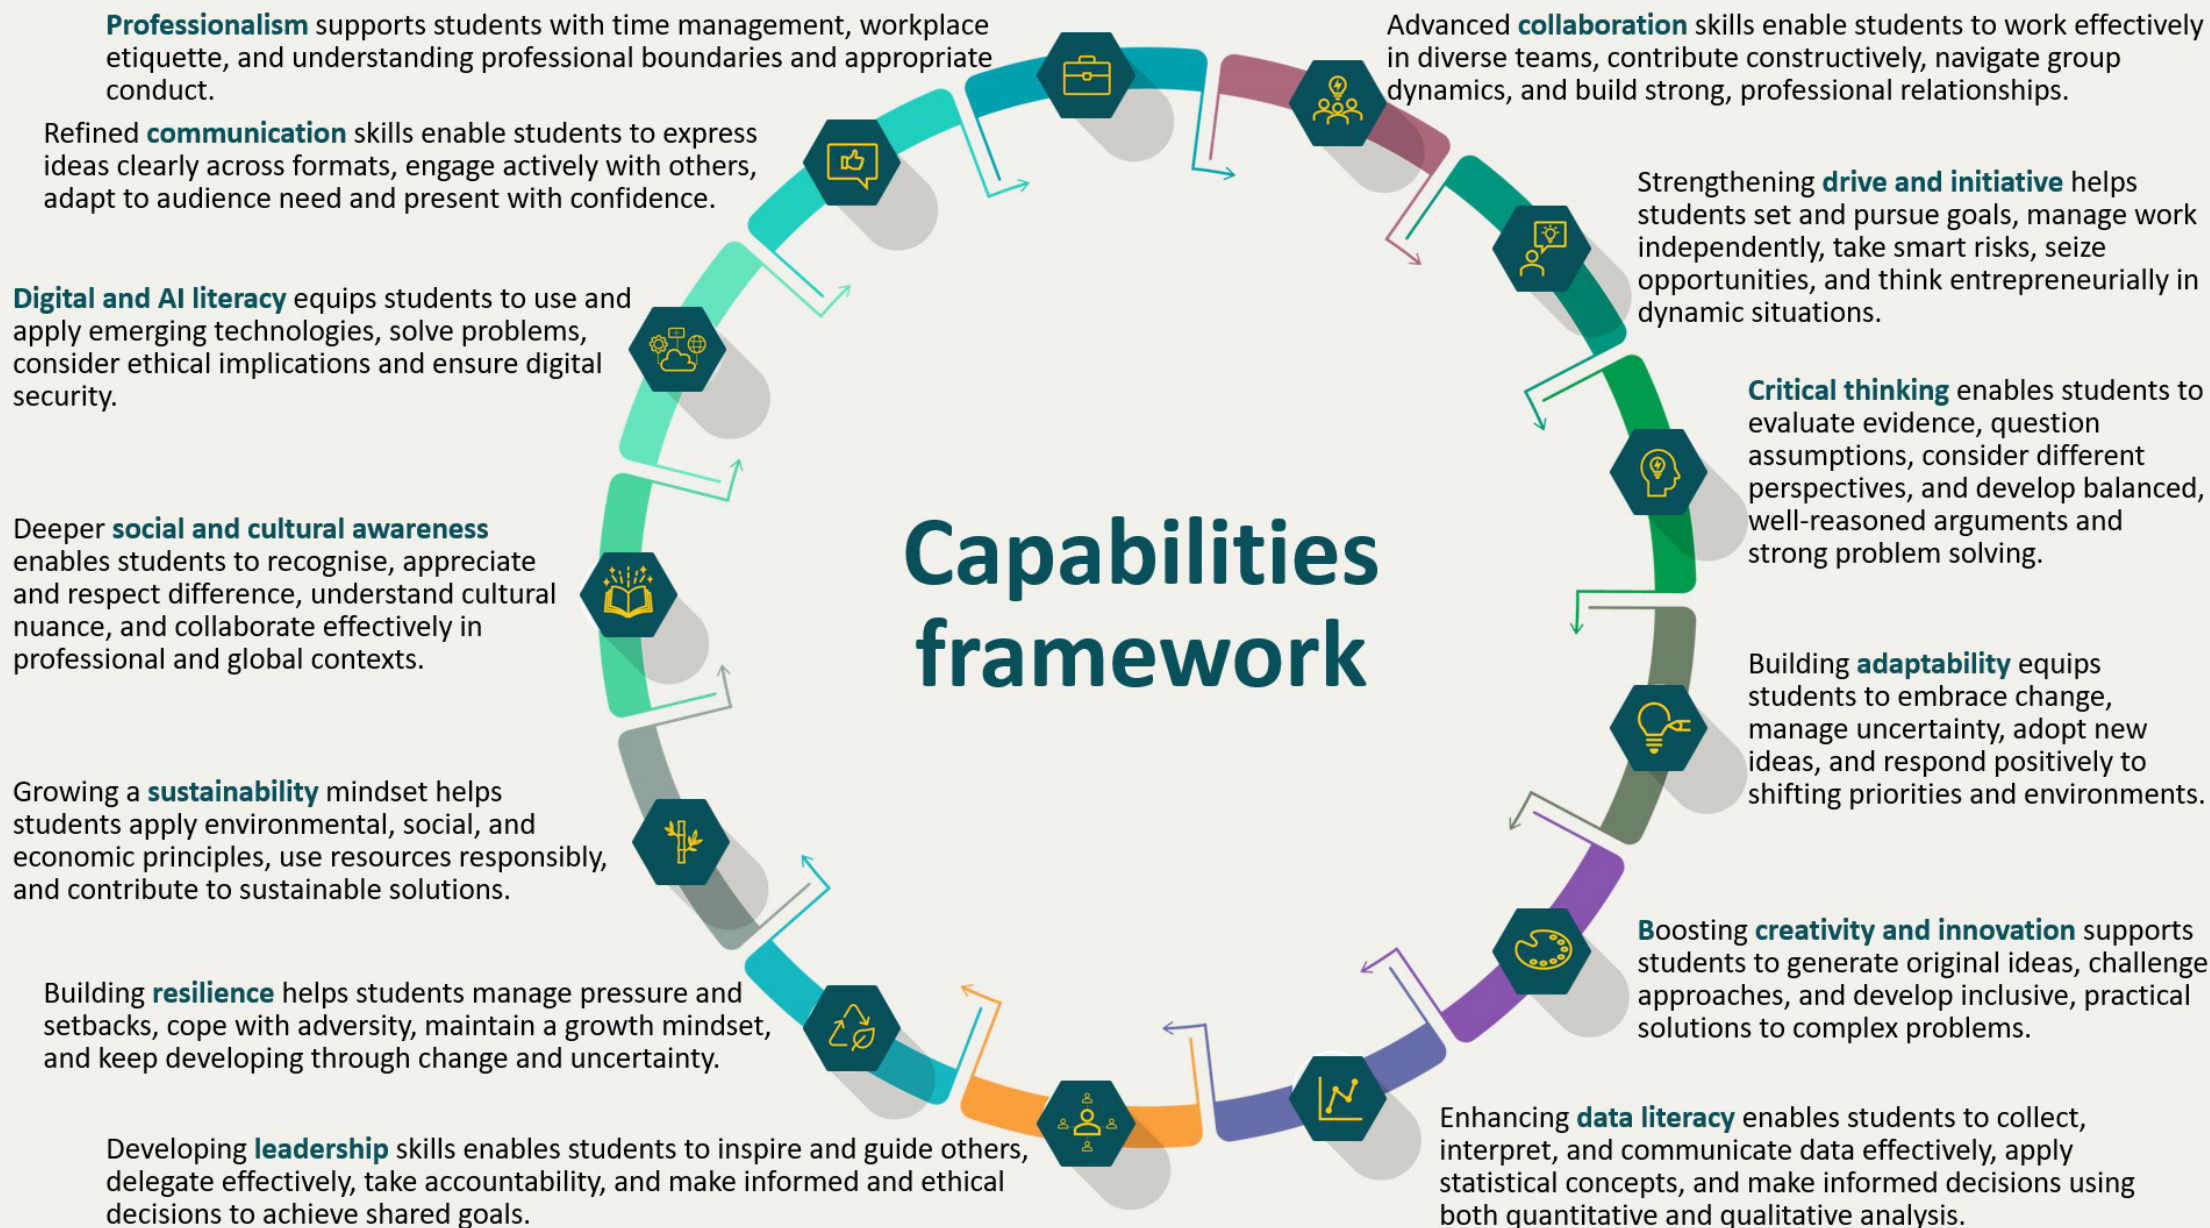 Professionalism supports students with time management, workplace
etiquette, and understanding professional boundaries and appropriate
conduct.
Refined communication skills enable students to express
ideas clearly across formats, engage actively with others,
adapt to audience need and present with confidence.
Digital and AI literacy equips students to use and
apply emerging technologies, solve problems,
consider ethical implications and ensure digital
security.
Deeper social and cultural awareness
enables students to recognise, appreciate
and respect difference, understand cultural
nuance, and collaborate effectively in
professional and global contexts.
Growing a sustainability mindset helps
students apply environmental, social, and
economic principles, use resources responsibly,
and contribute to sustainable solutions.
Building resilience helps students manage pressure and
setbacks, cope with adversity, maintain a growth mindset,
and keep developing through change and uncertainty.
Developing leadership skills enables students to inspire and guide others,
delegate effectively, take accountability, and make informed and ethical
decisions to achieve shared goals.
Capabilities
framework
Advanced collaboration skills enable students to work effectively
in diverse teams, contribute constructively, navigate group
dynamics, and build strong, professional relationships.
Strengthening drive and initiative helps
students set and pursue goals, manage work
independently, take smart risks, seize
opportunities, and think entrepreneurially in
dynamic situations.
Critical thinking enables students to
evaluate evidence, question
assumptions, consider different
perspectives, and develop balanced,
well-reasoned arguments and
strong problem solving.
Building adaptability equips
students to embrace change,
manage uncertainty, adopt new
ideas, and respond positively to
shifting priorities and environments.
Boosting creativity and innovation supports
students to generate original ideas, challenge
approaches, and develop inclusive, practical
solutions to complex problems.
Enhancing data literacy enables students to collect,
interpret, and communicate data effectively, apply
statistical concepts, and make informed decisions using
both quantitative and qualitative analysis.